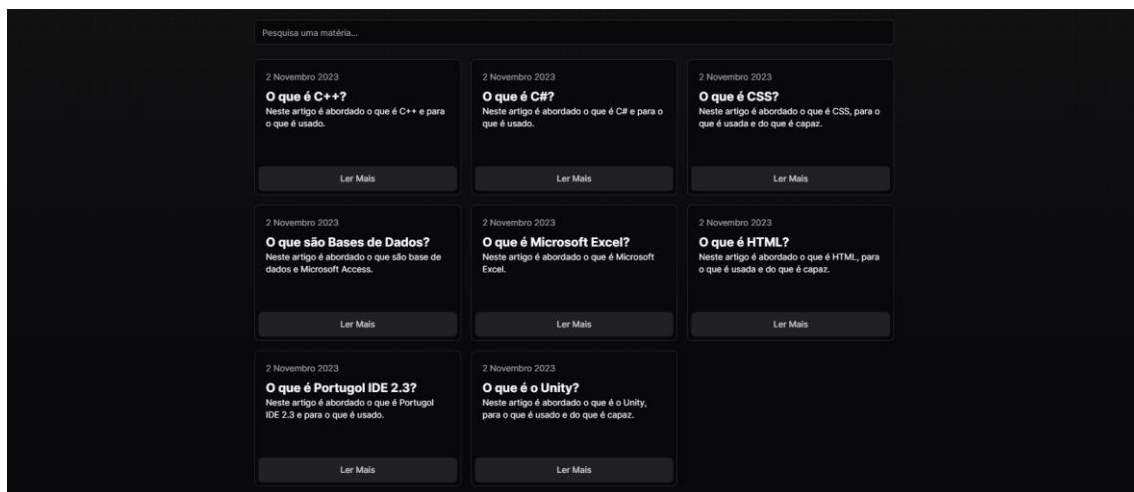 Pesquisa uma matéria...
2 Novembro 2023
O que é C++?
Neste artigo é abordado o que é C++ e para
o que é usado.
Ler Mais
2 Novembro 2023
O que é C#?
Neste artigo é abordado o que é C# e para o
que é usado.
Ler Mais
2 Novembro 2023
O que é CSS?
Neste artigo é abordado o que é CSS, para o
que é usada e do que é capaz.
Ler Mais
2 Novembro 2023
O que são Bases de Dados?
Neste artigo é abordado o que são base de
dados e Microsoft Access.
Ler Mais
2 Novembro 2023
O que é Microsoft Excel?
Neste artigo é abordado o que é Microsoft
Excel.
Ler Mais
2 Novembro 2023
O que é HTML?
Neste artigo é abordado o que é HTML, para
o que é usada e do que é capaz.
Ler Mais
2 Novembro 2023
O que é Portugol IDE 2.3?
Neste artigo é abordado o que é Portugol
IDE 2.3 e para o que é usado.
Ler Mais
2 Novembro 2023
O que é o Unity?
Neste artigo é abordado o que é o Unity,
para o que é usado e do que é capaz.
Ler Mais